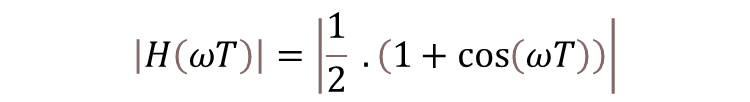 |H(ωT)| = |1/2 . (1 + cos(ωT))|